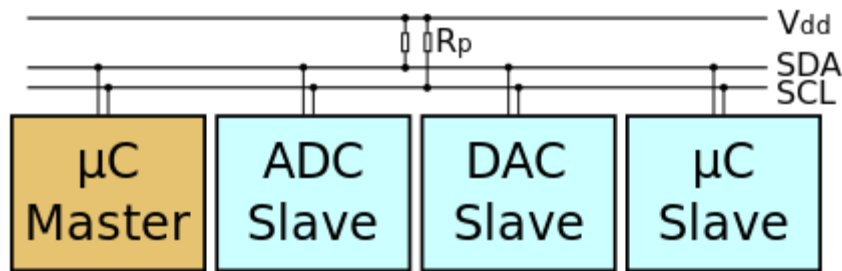 Vdd
Rp
SDA
SCL
µC
Master
ADC
Slave
DAC
Slave
µC
Slave